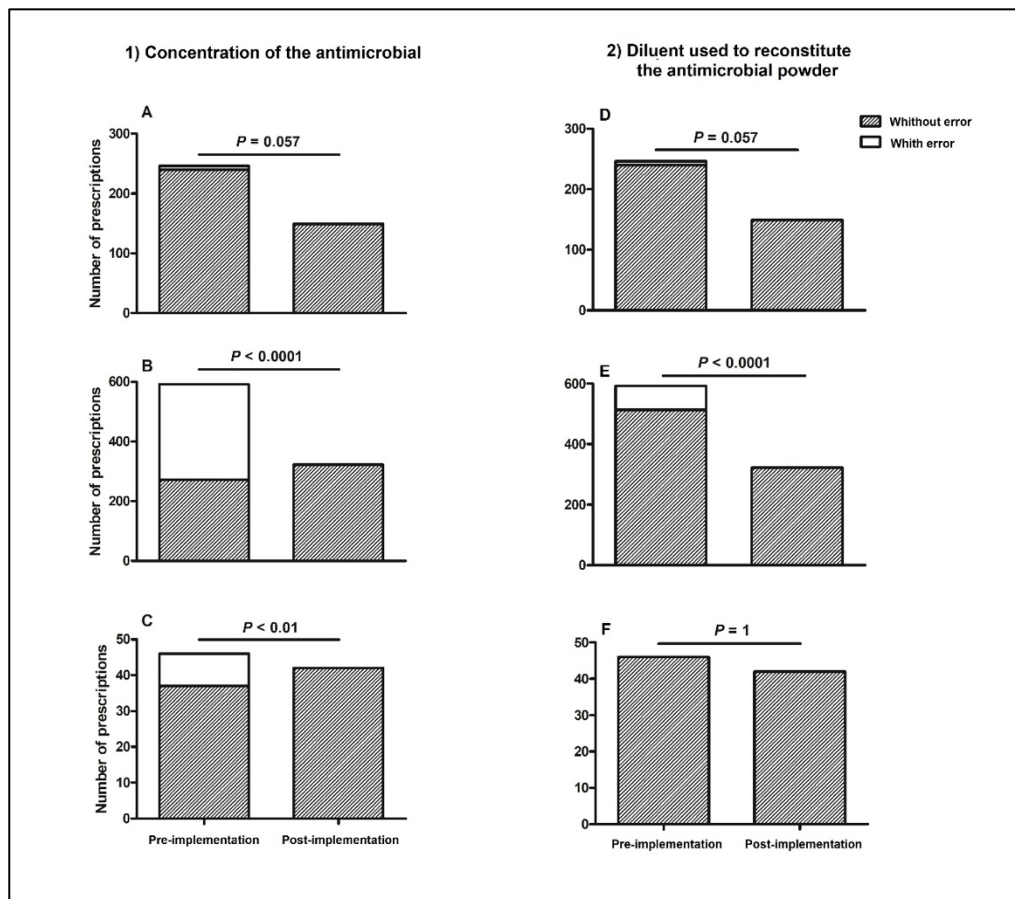 1) Concentration of the antimicrobial
2) Diluent used to reconstitute
the antimicrobial powder
Whithout error
Whith error
A
P = 0.057
Number of prescriptions
300
200
100
0
D
P = 0.057
300
200
100
0
B
P < 0.0001
Number of prescriptions
600
400
200
0
E
P < 0.0001
600
400
200
0
C
P < 0.01
Number of prescriptions
50
40
30
20
10
0
Pre-implementation
Post-implementation
F
P = 1
50
40
30
20
10
0
Pre-implementation
Post-implementation